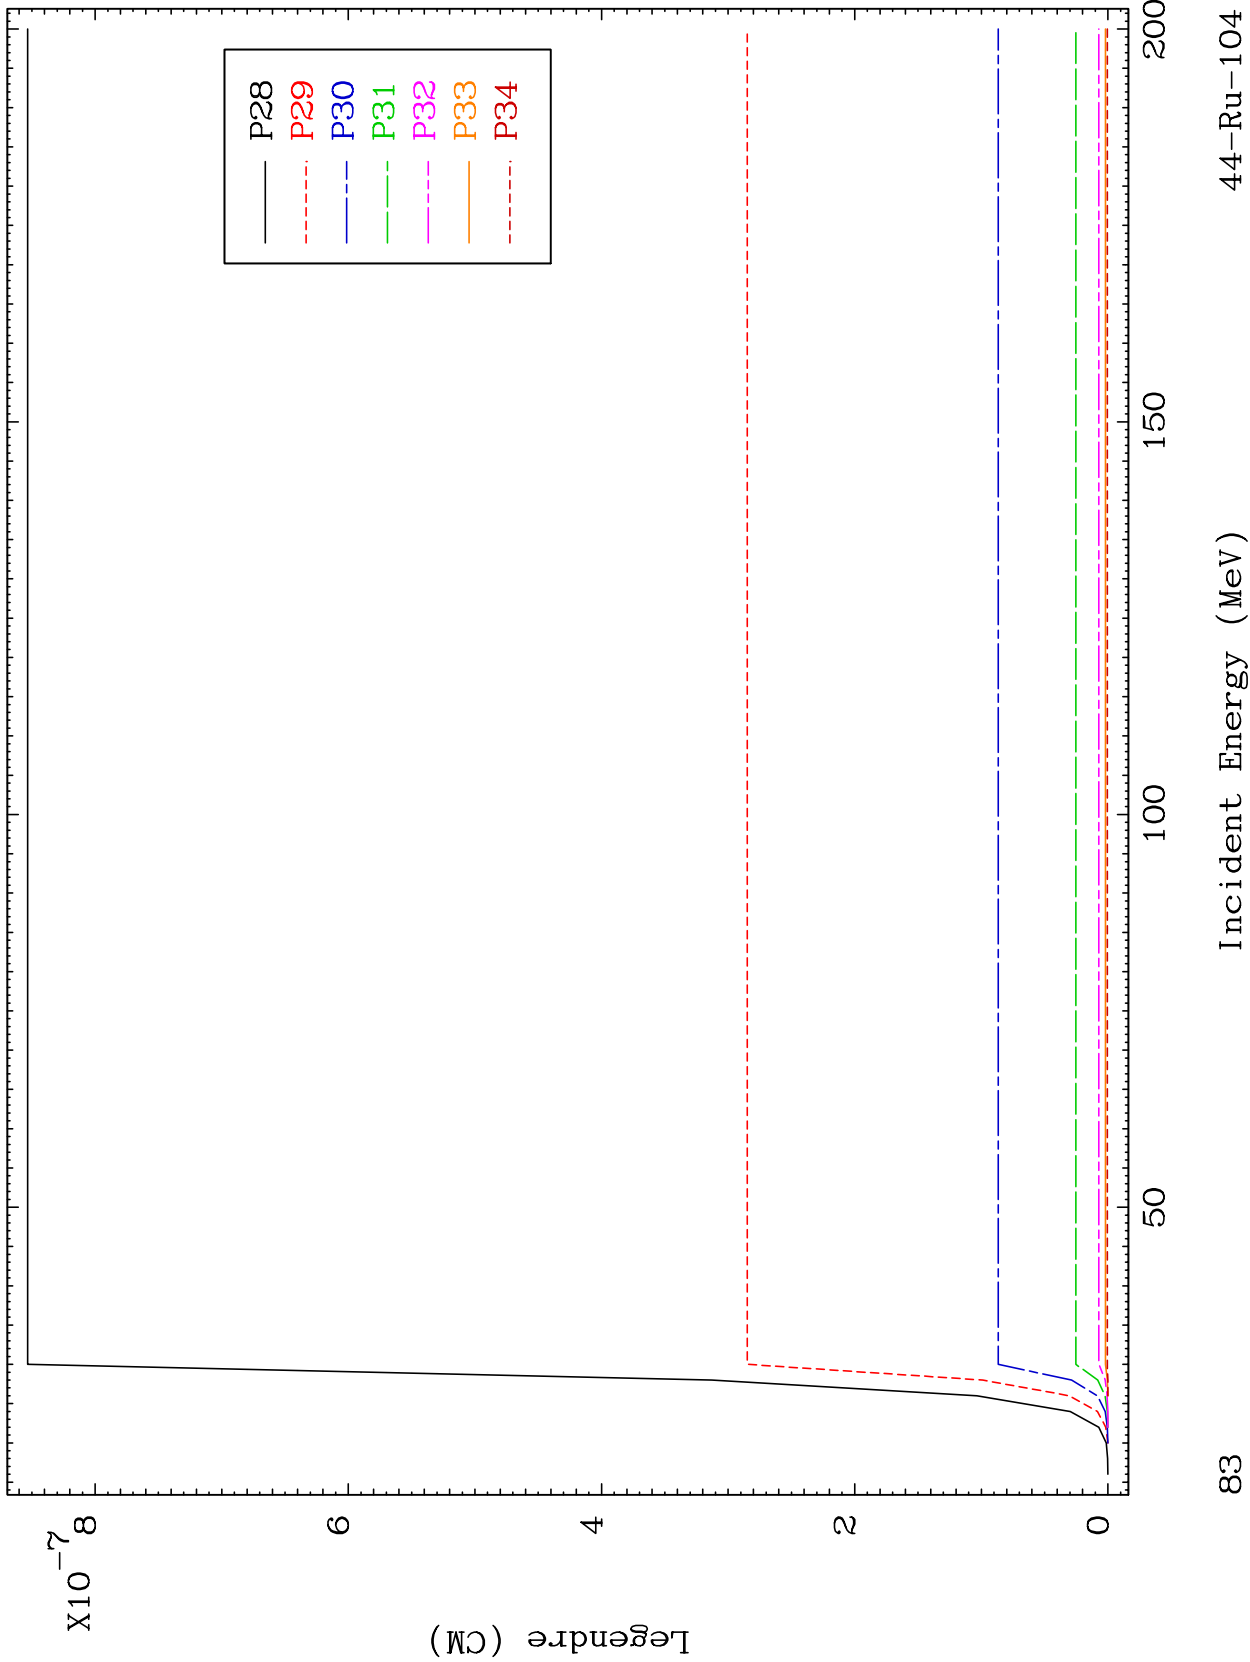 X10-7
8
6
4
2
0
Legendre (CM)
P28
P29
P30
P31
P32
P33
P34
50
100
150
200
Incident Energy (MeV)
83
44-Ru-104